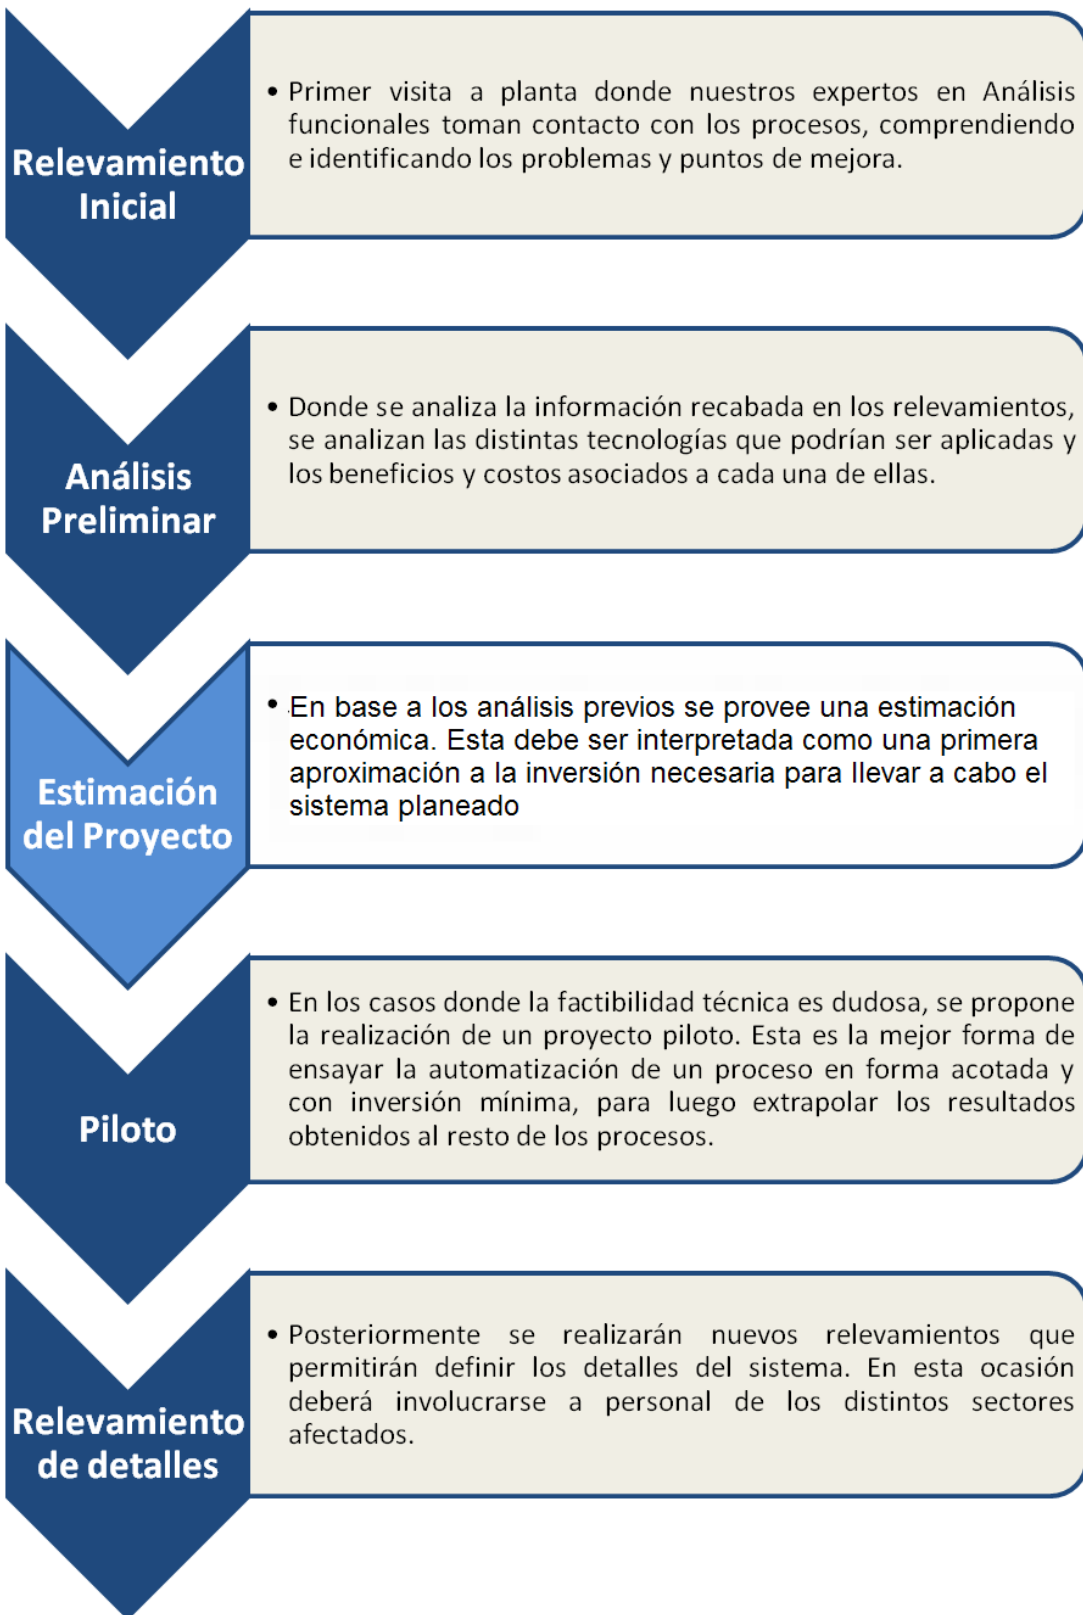 Relevamiento
Inicial
• Primer visita a planta donde nuestros expertos en Análisis
funcionales toman contacto con los procesos, comprendiendo
e identificando los problemas y puntos de mejora.
Análisis
Preliminar
• Donde se analiza la información recabada en los relevamientos,
se analizan las distintas tecnologías que podrían ser aplicadas y
los beneficios y costos asociados a cada una de ellas.
Estimación
del Proyecto
• En base a los análisis previos se provee una estimación
económica. Esta debe ser interpretada como una primera
aproximación a la inversión necesaria para llevar a cabo el
sistema planeado
Piloto
• En los casos donde la factibilidad técnica es dudosa, se propone
la realización de un proyecto piloto. Esta es la mejor forma de
ensayar la automatización de un proceso en forma acotada y
con inversión mínima, para luego extrapolar los resultados
obtenidos al resto de los procesos.
Relevamiento
de detalles
• Posteriormente se realizarán nuevos relevamientos que
permitirán definir los detalles del sistema. En esta ocasión
deberá involucrarse a personal de los distintos sectores
afectados.